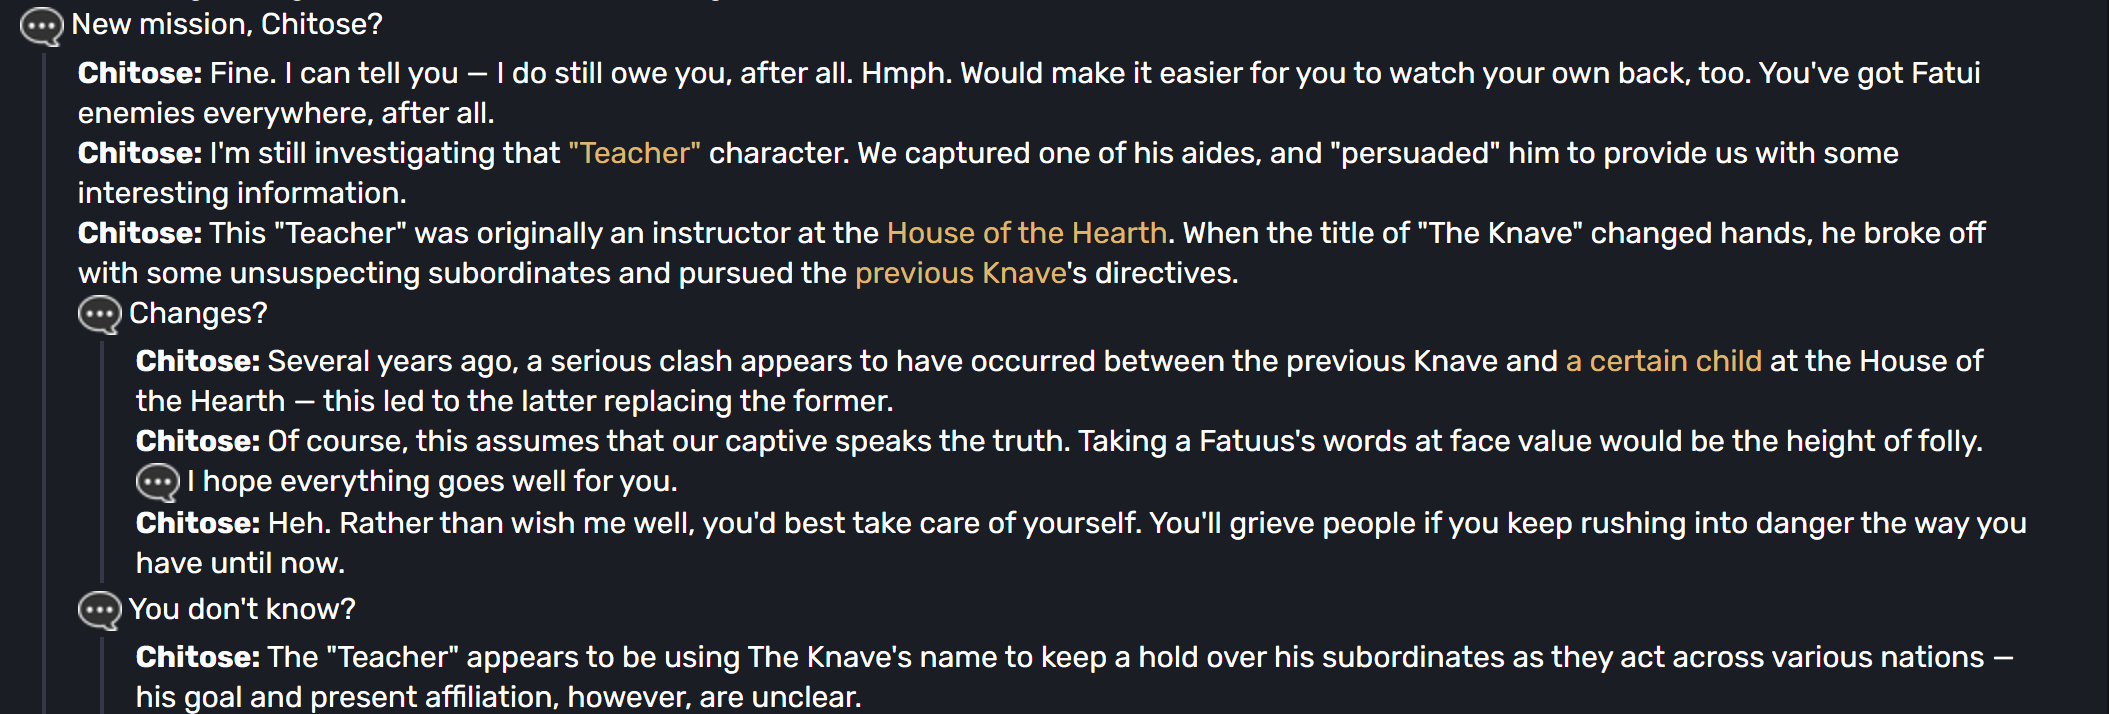 New mission, Chitose?
Chitose: Fine. I can tell you — I do still owe you, after all. Hmph. Would make it easier for you to watch your own back, too. You've got Fatui
enemies everywhere, after all.
Chitose: I'm still investigating that "Teacher" character. We captured one of his aides, and "persuaded" him to provide us with some
interesting information.
Chitose: This "Teacher" was originally an instructor at the House of the Hearth. When the title of "The Knave" changed hands, he broke off
with some unsuspecting subordinates and pursued the previous Knave's directives.
Changes?
Chitose: Several years ago, a serious clash appears to have occurred between the previous Knave and a certain child at the House of
the Hearth — this led to the latter replacing the former.
Chitose: Of course, this assumes that our captive speaks the truth. Taking a Fatuus's words at face value would be the height of folly.
I hope everything goes well for you.
Chitose: Heh. Rather than wish me well, you'd best take care of yourself. You'll grieve people if you keep rushing into danger the way you
have until now.
You don't know?
Chitose: The "Teacher" appears to be using The Knave's name to keep a hold over his subordinates as they act across various nations —
his goal and present affiliation, however, are unclear.